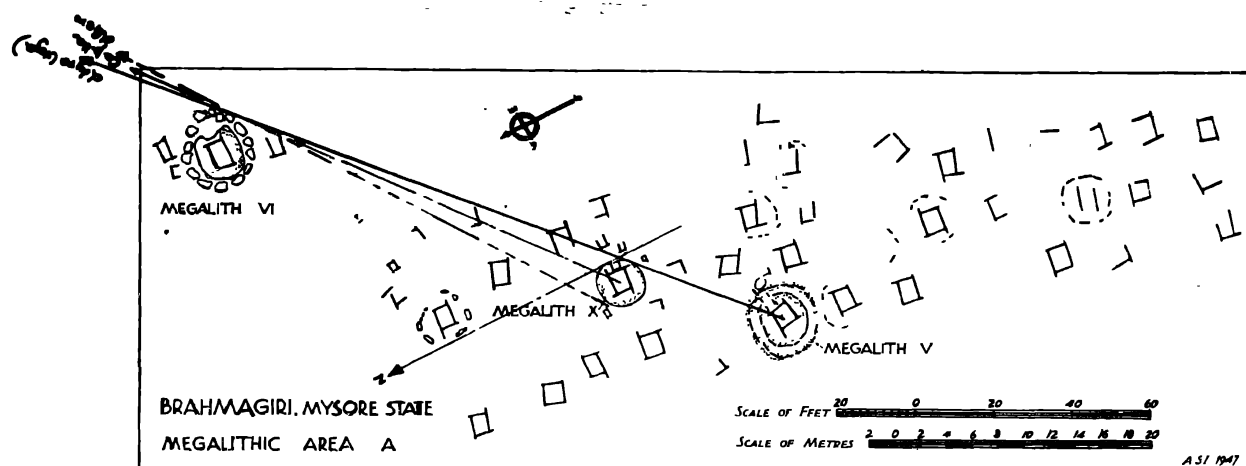 MEGALITH VI
MEGALITH X
MEGALITH V
N
BRAHMAGIRI. MYSORE STATE
MEGALITHIC AREA A
SCALE OF FEET 20 0 20 40 60
SCALE OF METRES 2 0 2 4 6 8 10 12 14 16 18 20
ASI 1947